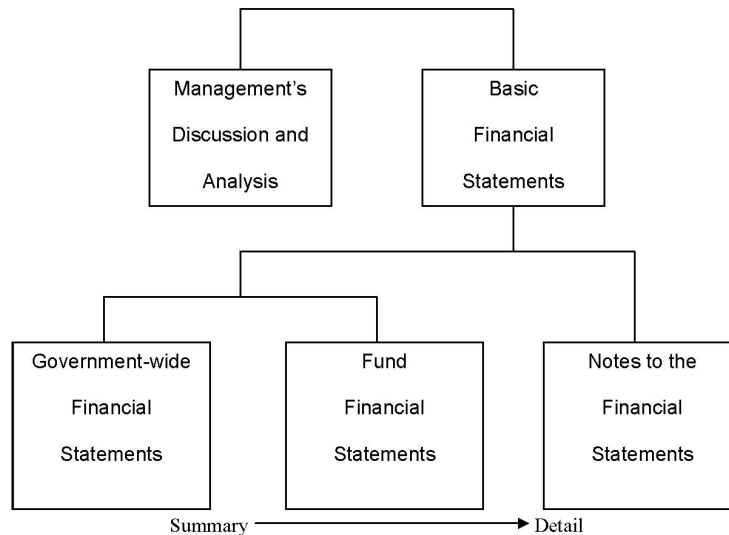 Management’s
Discussion and
Analysis
Basic
Financial
Statements
Government-wide
Financial
Statements
Fund
Financial
Statements
Notes to the
Financial
Statements
Summary
Detail